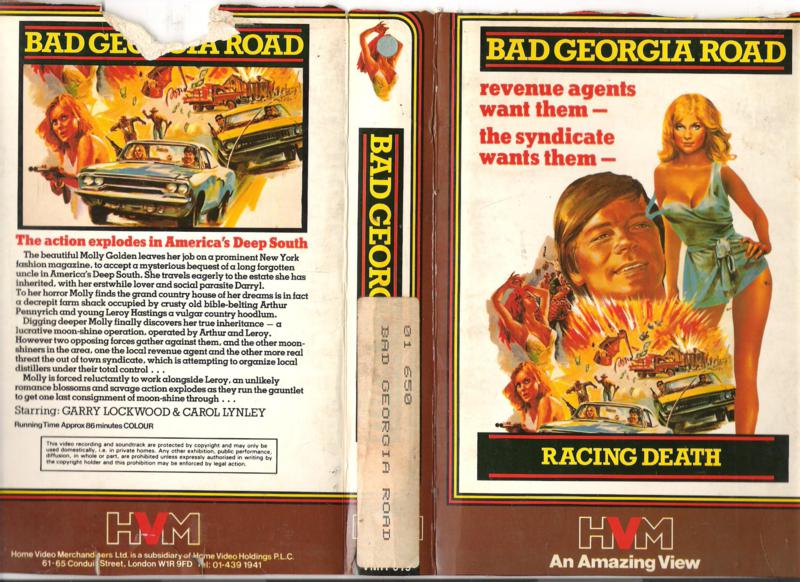 BAD GEORGIA ROAD
The action explodes in America's Deep South
The beautiful Molly Golden leaves her job on a prominent New York
fashion magazine, to accept a mysterious bequest of a long forgotten
uncle in America's Deep South. She travels eagerly to the estate she has
inherited, with her erstwhile lover and social parasite Darryl.
To her horror Molly finds the grand country house of her dreams is in fact
a decrepit farm shack occupied by crusty old bible-belting Arthur
Pennyrich and young Leroy Hastings a vulgar country hoodlum.
Digging deeper Molly finally discovers her true inheritance – a
lucrative moon-shine operation, operated by Arthur and Leroy.
However two opposing forces gather against them, and the other moon-
shiners in the area, one the local revenue agent and the other more real
threat the out of town syndicate, which is attempting to organize local
distillers under their total control . . .
Molly is forced reluctantly to work alongside Leroy, an unlikely
romance blossoms and savage action explodes as they run the gauntlet
to get one last consignment of moon-shine through . . .
Starring: GARRY LOCKWOOD & CAROL LYNLEY
Running Time Approx 86 minutes COLOUR
This video recording and soundtrack are protected by copyright and may only be
used domestically, i.e. in private homes. Any other exhibition, public performance,
diffusion, in whole or part, are prohibited unless expressly authorised in writing by
the copyright holder and this prohibition may be enforced by legal action.
HVM
Home Video Merchandisers Ltd. is a subsidiary of Home Video Holdings P.L.C.
61-65 Conduit Street, London W1R 9FD Tel: 01-439 1941
BAD GEORG
01 650
BAD GEORGIA ROAD
BAD GEORGIA ROAD
revenue agents
want them –
the syndicate
wants them –
RACING DEATH
HVM
An Amazing View